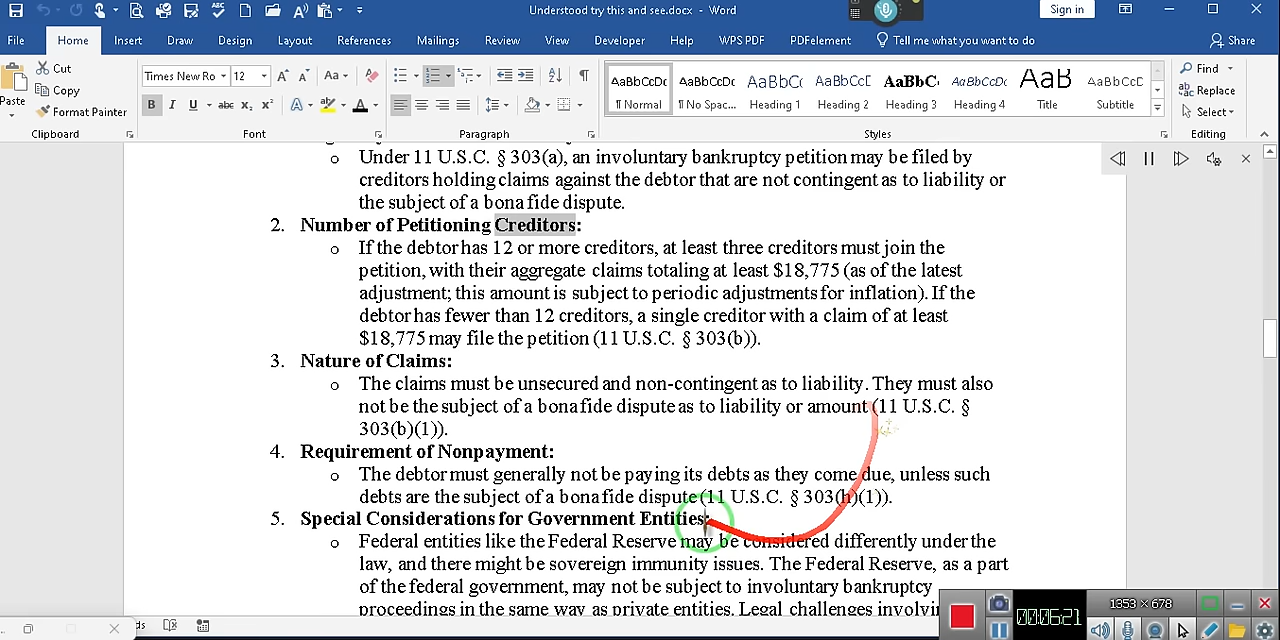 Understood try this and see.docx - Word
Sign in
File Home Insert Draw Design Layout References Mailings Review View Developer Help WPS PDF PDFelement Tell me what you want to do Share
Paste Cut Copy Format Painter
Times New Ro 12 Aa
B I U abc X₂ X²
AaBbCcDc AaBbCcDc AaBbCc AaBbCcD AaBbC AaBbCcDc AaB AaBbCcD
¶ Normal ¶ No Spac... Heading 1 Heading 2 Heading 3 Heading 4 Title Subtitle
Find Replace Select
Clipboard Font Paragraph Styles Editing
o Under 11 U.S.C. § 303(a), an involuntary bankruptcy petition may be filed by
creditors holding claims against the debtor that are not contingent as to liability or
the subject of a bona fide dispute.
2. Number of Petitioning Creditors:
o If the debtor has 12 or more creditors, at least three creditors must join the
petition, with their aggregate claims totaling at least $18,775 (as of the latest
adjustment; this amount is subject to periodic adjustments for inflation). If the
debtor has fewer than 12 creditors, a single creditor with a claim of at least
$18,775 may file the petition (11 U.S.C. § 303(b)).
3. Nature of Claims:
o The claims must be unsecured and non-contingent as to liability. They must also
not be the subject of a bona fide dispute as to liability or amount (11 U.S.C. §
303(b)(1)).
4. Requirement of Nonpayment:
o The debtor must generally not be paying its debts as they come due, unless such
debts are the subject of a bona fide dispute (11 U.S.C. § 303(h)(1)).
5. Special Considerations for Government Entities:
o Federal entities like the Federal Reserve may be considered differently under the
law, and there might be sovereign immunity issues. The Federal Reserve, as a part
of the federal government, may not be subject to involuntary bankruptcy
proceedings in the same way as private entities. Legal challenges involvin
1353 × 678
00:06:21